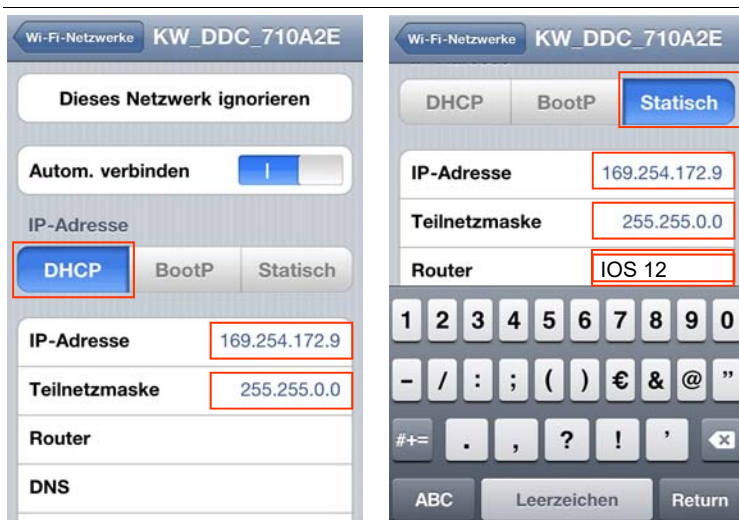 Wi-Fi-Netzwerke KW_DDC_710A2E
Dieses Netzwerk ignorieren
Autom. verbinden I
IP-Adresse
DHCP BootP Statisch
IP-Adresse 169.254.172.9
Teilnetzmaske 255.255.0.0
Router
DNS
Wi-Fi-Netzwerke KW_DDC_710A2E
DHCP BootP Statisch
IP-Adresse 169.254.172.9
Teilnetzmaske 255.255.0.0
Router IOS 12
1 2 3 4 5 6 7 8 9 0
- / : ; ( ) € & @ ”
#+= . , ? ! ’
ABC Leerzeichen Return